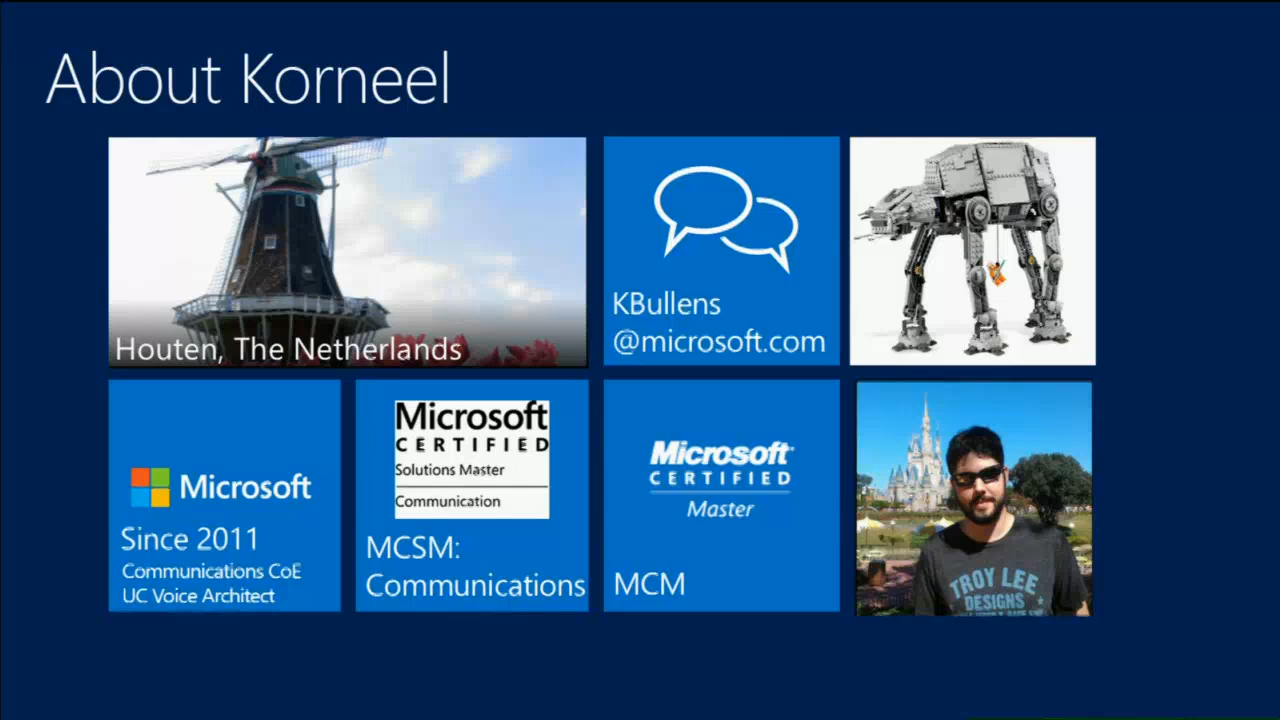 About Korneel
Houten, The Netherlands
KBullens
@microsoft.com
Microsoft
Since 2011
Communications CoE
UC Voice Architect
Microsoft
CERTIFIED
Solutions Master
Communication
MCSM:
Communications
Microsoft
CERTIFIED
Master
MCM
TROY LEE
DESIGNS